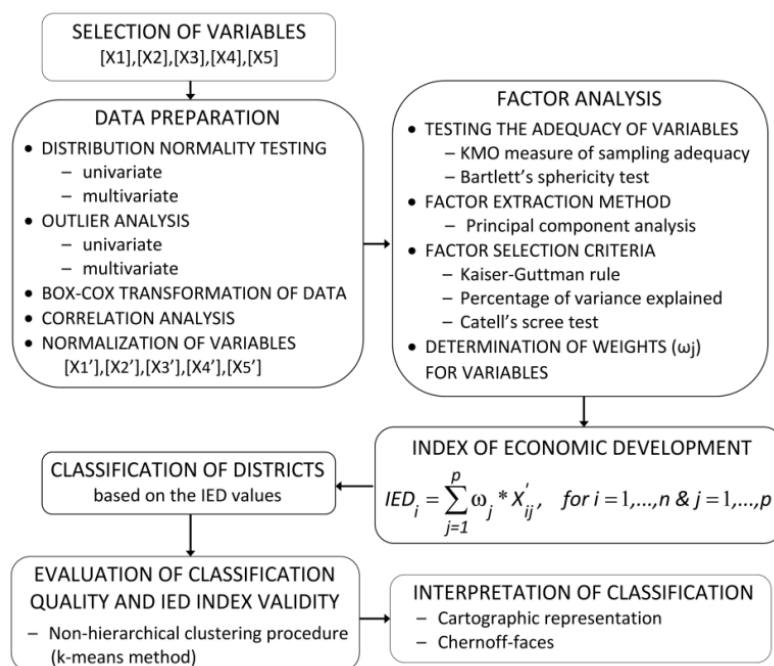 SELECTION OF VARIABLES
[X1],[X2],[X3],[X4],[X5]
DATA PREPARATION
• DISTRIBUTION NORMALITY TESTING
– univariate
– multivariate
• OUTLIER ANALYSIS
– univariate
– multivariate
• BOX-COX TRANSFORMATION OF DATA
• CORRELATION ANALYSIS
• NORMALIZATION OF VARIABLES
[X1’],[X2’],[X3’],[X4’],[X5’]
FACTOR ANALYSIS
• TESTING THE ADEQUACY OF VARIABLES
– KMO measure of sampling adequacy
– Bartlett’s sphericity test
• FACTOR EXTRACTION METHOD
– Principal component analysis
• FACTOR SELECTION CRITERIA
– Kaiser-Guttman rule
– Percentage of variance explained
– Catell’s scree test
• DETERMINATION OF WEIGHTS (ωj)
FOR VARIABLES
INDEX OF ECONOMIC DEVELOPMENT
IED_i = ∑_{j=1}^{p} ω_j * X'_{ij}, for i = 1,...,n & j = 1,...,p
CLASSIFICATION OF DISTRICTS
based on the IED values
EVALUATION OF CLASSIFICATION
QUALITY AND IED INDEX VALIDITY
– Non-hierarchical clustering procedure
(k-means method)
INTERPRETATION OF CLASSIFICATION
– Cartographic representation
– Chernoff-faces